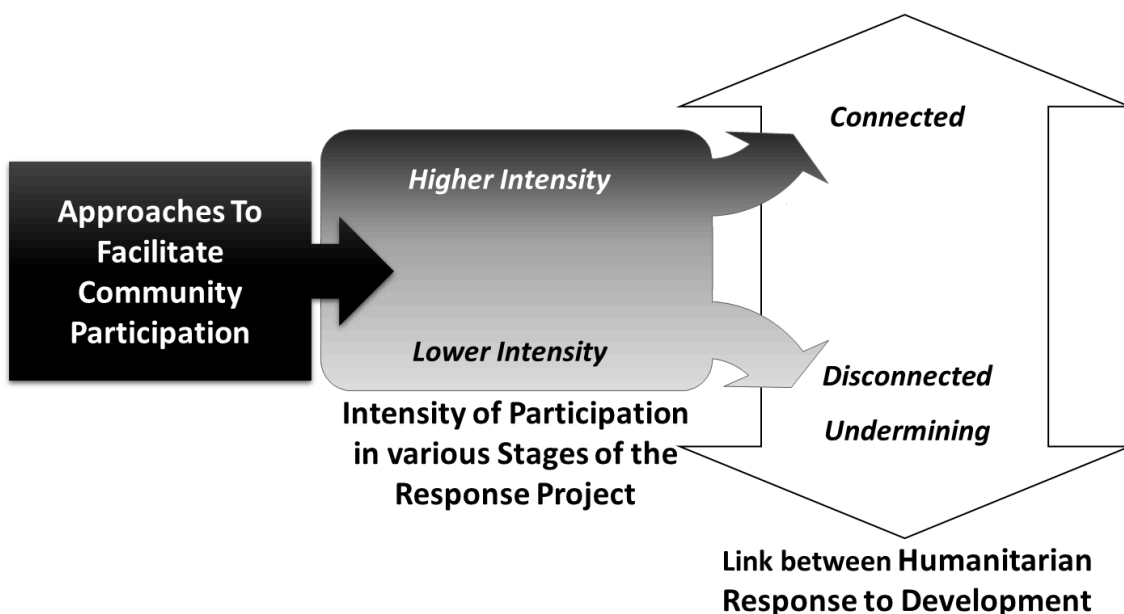 Approaches To
Facilitate
Community
Participation
Higher Intensity
Lower Intensity
Intensity of Participation
in various Stages of the
Response Project
Connected
Disconnected
Undermining
Link between Humanitarian
Response to Development